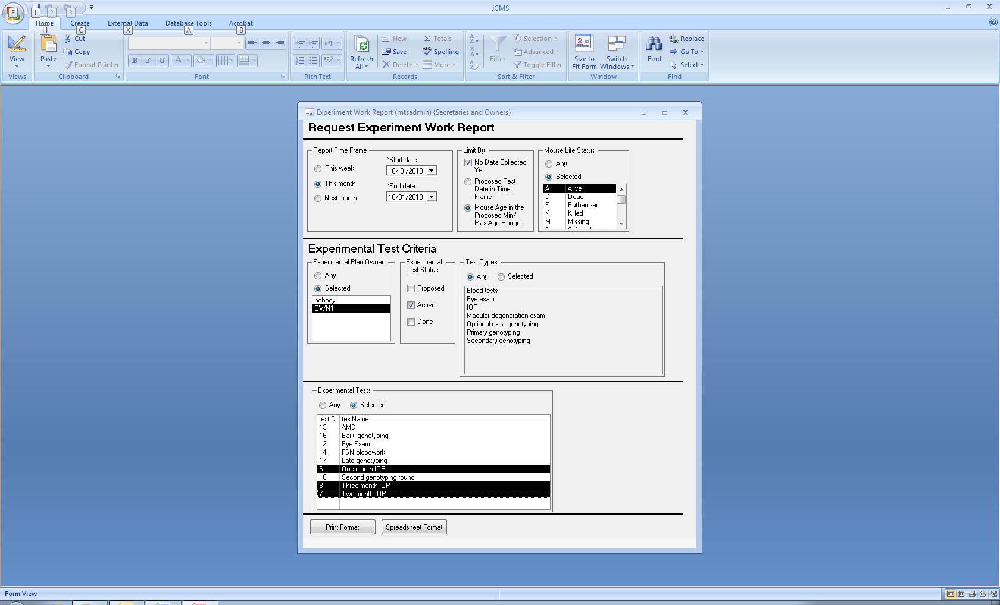 JCMS
F
1
2
3
Home
Create
External Data
Database Tools
Acrobat
H
C
X
A
B
View
Views
Paste
Cut
Copy
Format Painter
Clipboard
B I U A
Font
Rich Text
Refresh
All
New
Save
Delete
Σ Totals
Spelling
More
Records
Filter
Selection
Advanced
Toggle Filter
Sort & Filter
Size to
Fit Form
Switch
Windows
Window
Find
Replace
Go To
Select
Find
Experiment Work Report (mtsadmin) {Secretaries and Owners}
Request Experiment Work Report
Report Time Frame
This week
This month
Next month
*Start date
10/ 9 /2013
*End date
10/31/2013
Limit By
No Data Collected
Yet
Proposed Test
Date in Time
Frame
Mouse Age in the
Proposed Min/
Max Age Range
Mouse Life Status
Any
Selected
A Alive
D Dead
E Euthanized
K Killed
M Missing
Experimental Test Criteria
Experimental Plan Owner
Any
Selected
nobody
OWN1
Experimental
Test Status
Proposed
Active
Done
Test Types
Any
Selected
Blood tests
Eye exam
IOP
Macular degeneration exam
Optional extra genotyping
Primary genotyping
Secondary genotyping
Experimental Tests
Any
Selected
testID testName
13 AMD
16 Early genotyping
12 Eye Exam
14 FSN bloodwork
17 Late genotyping
6 One month IOP
18 Second genotyping round
8 Three month IOP
7 Two month IOP
Print Format
Spreadsheet Format
Form View